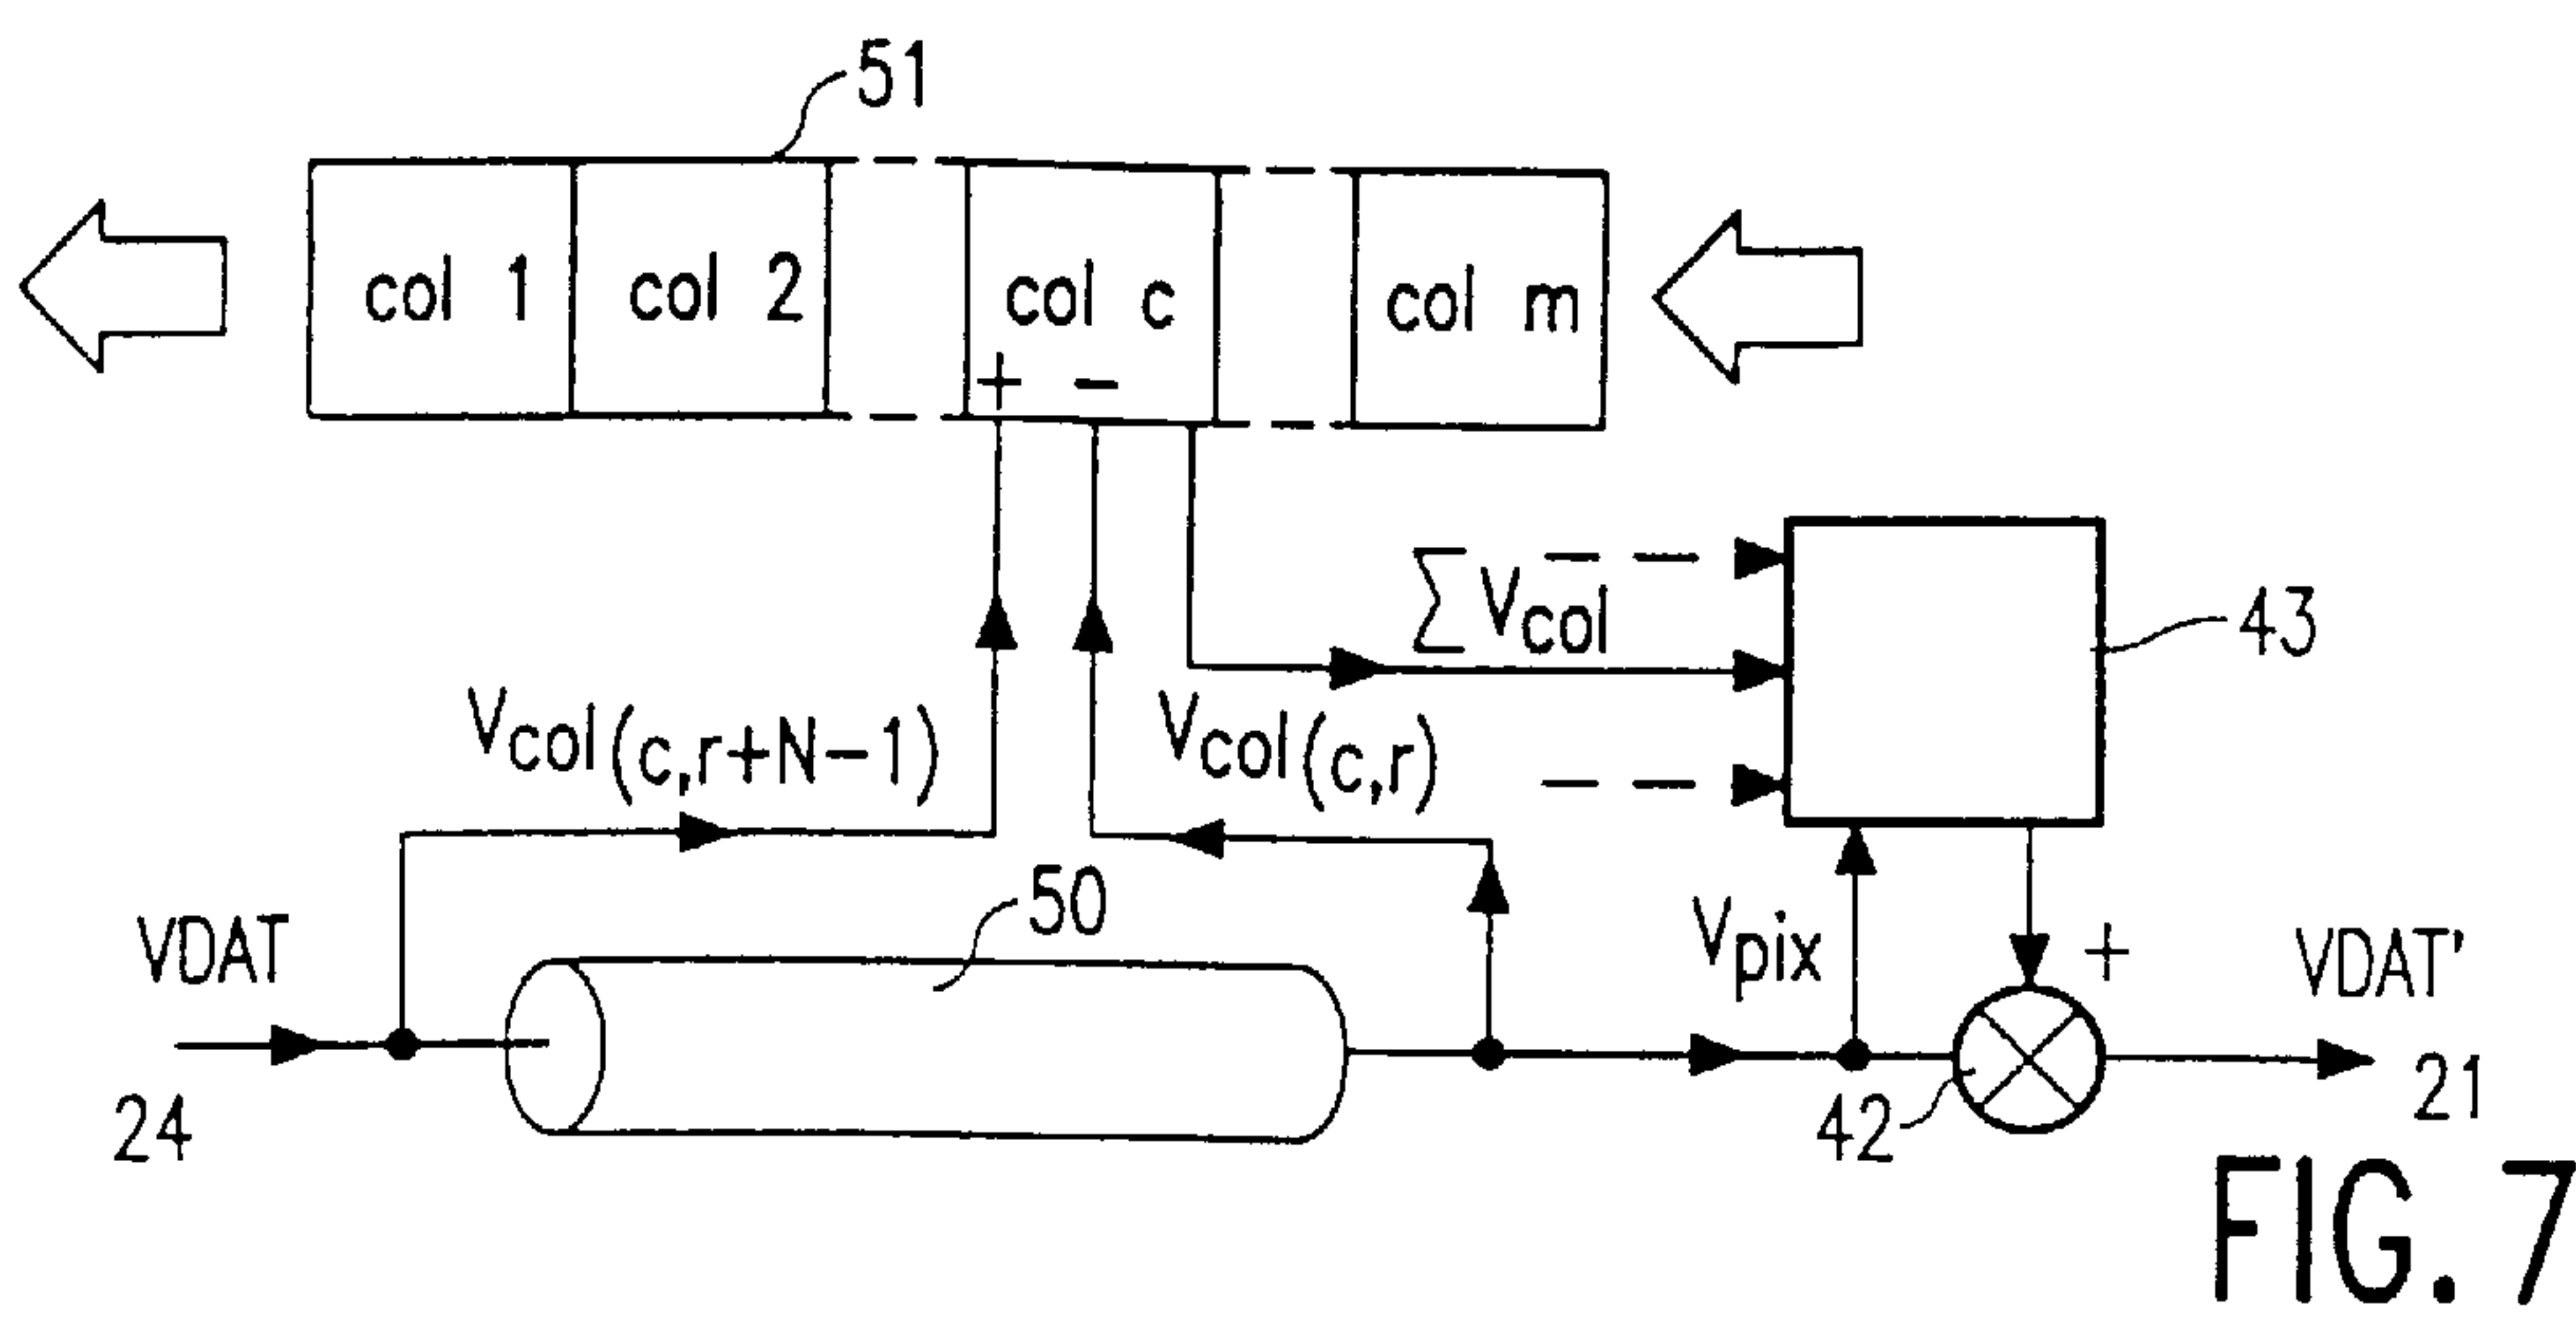 51
col 1 col 2 col c col m
+ −
∑Vcol
43
Vcol(c,r+N−1) Vcol(c,r)
50
VDAT Vpix + VDAT'
24 42 21
FIG. 7